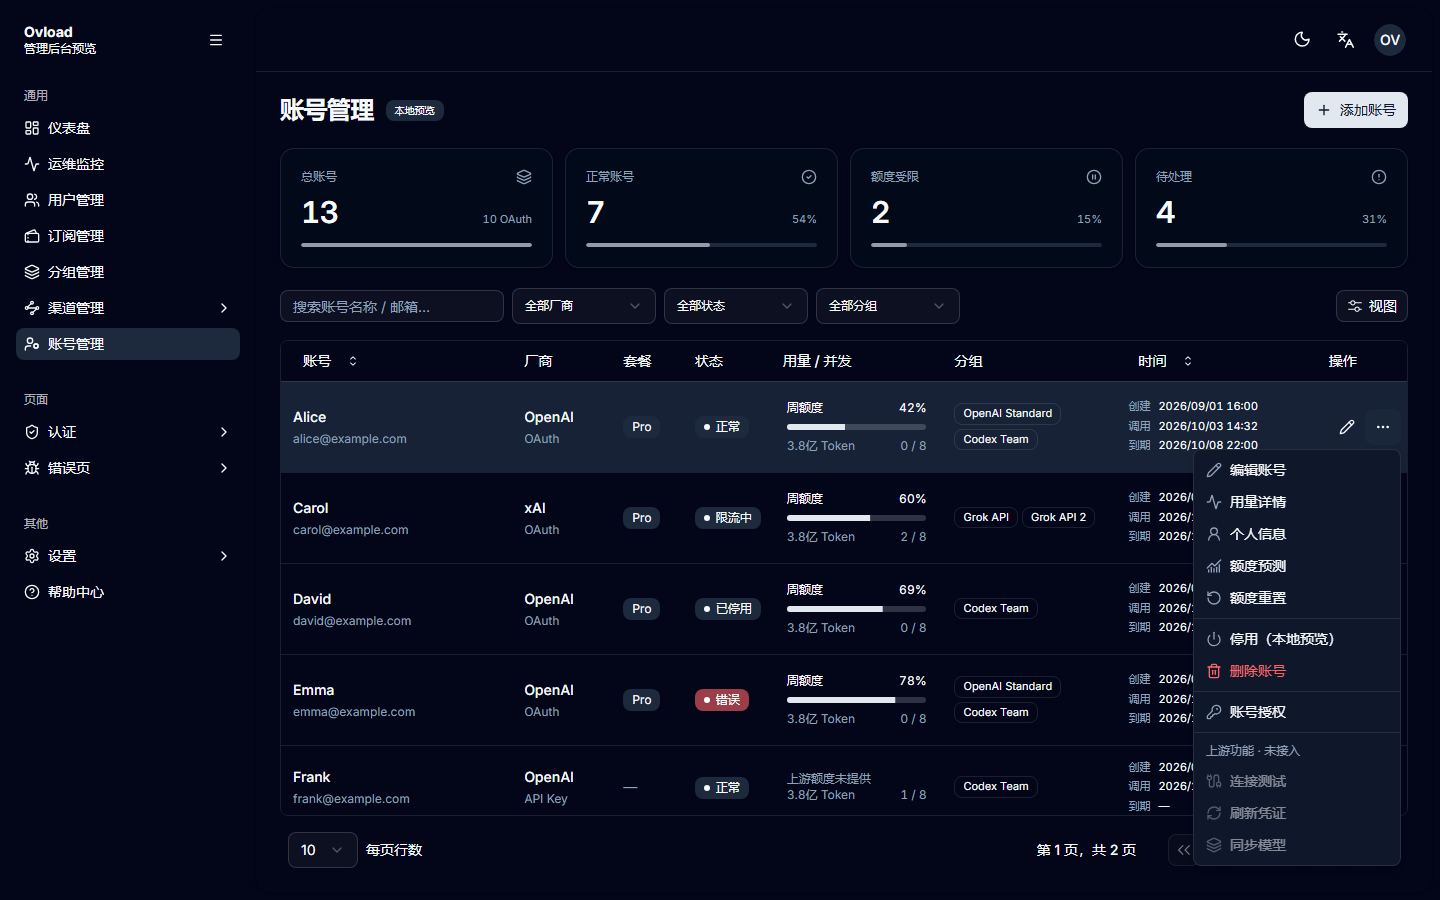 Ovload
管理后台预览
通用
仪表盘
运维监控
用户管理
订阅管理
分组管理
渠道管理
账号管理
页面
认证
错误页
其他
设置
帮助中心
OV
账号管理 本地预览
添加账号
总账号
13 10 OAuth
正常账号
7 54%
额度受限
2 15%
待处理
4 31%
搜索账号名称 / 邮箱... 全部厂商 全部状态 全部分组 视图
账号 厂商 套餐 状态 用量 / 并发 分组 时间 操作
Alice
alice@example.com
OpenAI
OAuth
Pro
正常
周额度 42%
3.8亿 Token 0 / 8
OpenAI Standard
Codex Team
创建 2026/09/01 16:00
调用 2026/10/03 14:32
到期 2026/10/08 22:00
Carol
carol@example.com
xAI
OAuth
Pro
限流中
周额度 60%
3.8亿 Token 2 / 8
Grok API Grok API 2
创建 2026/
调用 2026/
到期 2026/
David
david@example.com
OpenAI
OAuth
Pro
已停用
周额度 69%
3.8亿 Token 0 / 8
Codex Team
创建 2026/
调用 2026/
到期 2026/
Emma
emma@example.com
OpenAI
OAuth
Pro
错误
周额度 78%
3.8亿 Token 0 / 8
OpenAI Standard
Codex Team
创建 2026/
调用 2026/
到期 2026/
Frank
frank@example.com
OpenAI
API Key
—
正常
上游额度未提供
3.8亿 Token 1 / 8
Codex Team
创建 2026/
调用 2026/
到期 —
编辑账号
用量详情
个人信息
额度预测
额度重置
停用（本地预览）
删除账号
账号授权
上游功能 · 未接入
连接测试
刷新凭证
同步模型
10 每页行数
第 1 页，共 2 页